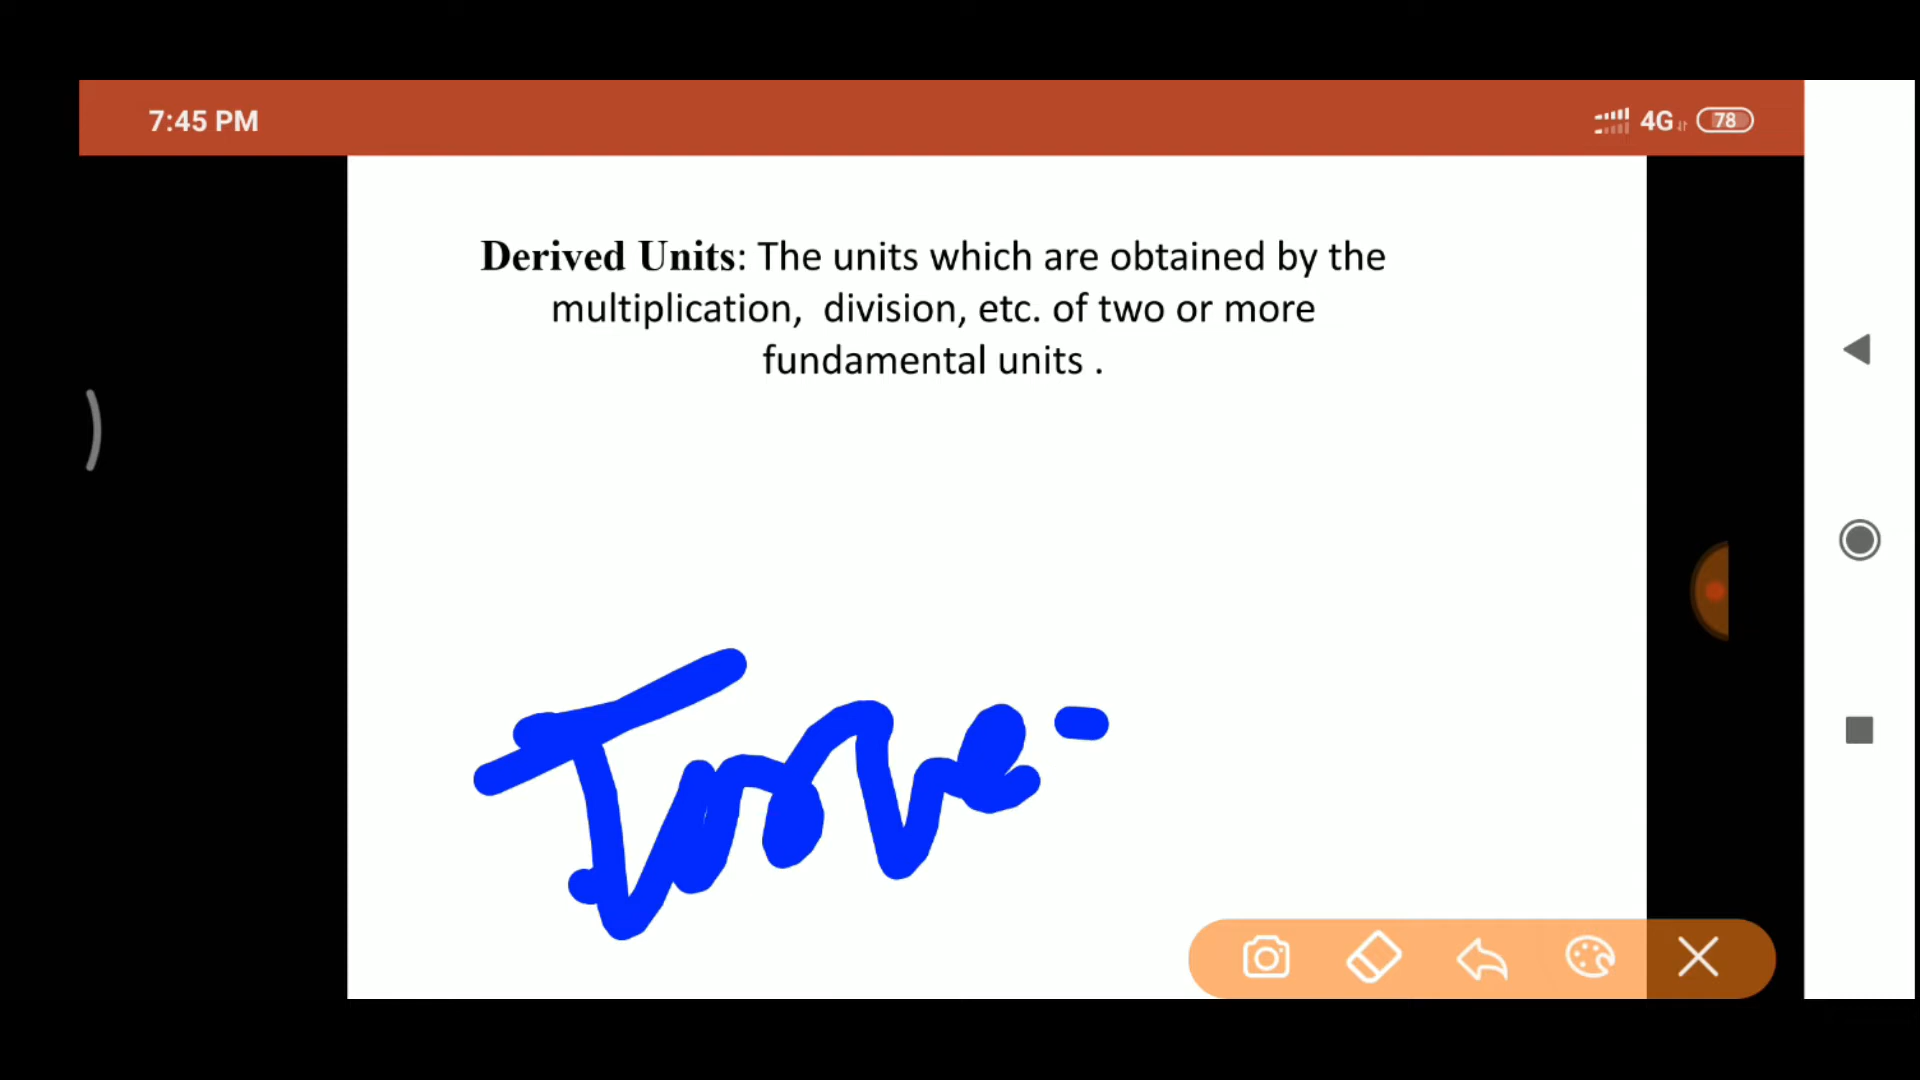 7:45 PM
4G 78
Derived Units: The units which are obtained by the
multiplication, division, etc. of two or more
fundamental units .